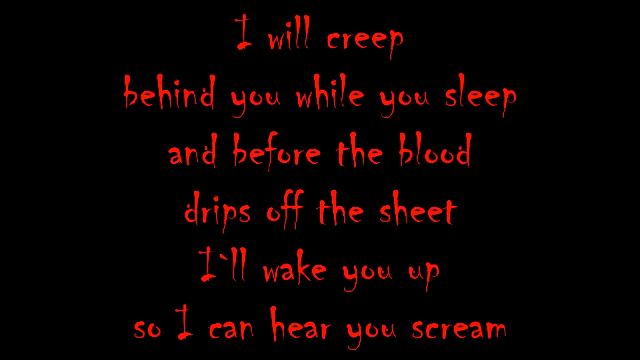 I will creep
behind you while you sleep
and before the blood
drips off the sheet
I`ll wake you up
so I can hear you scream